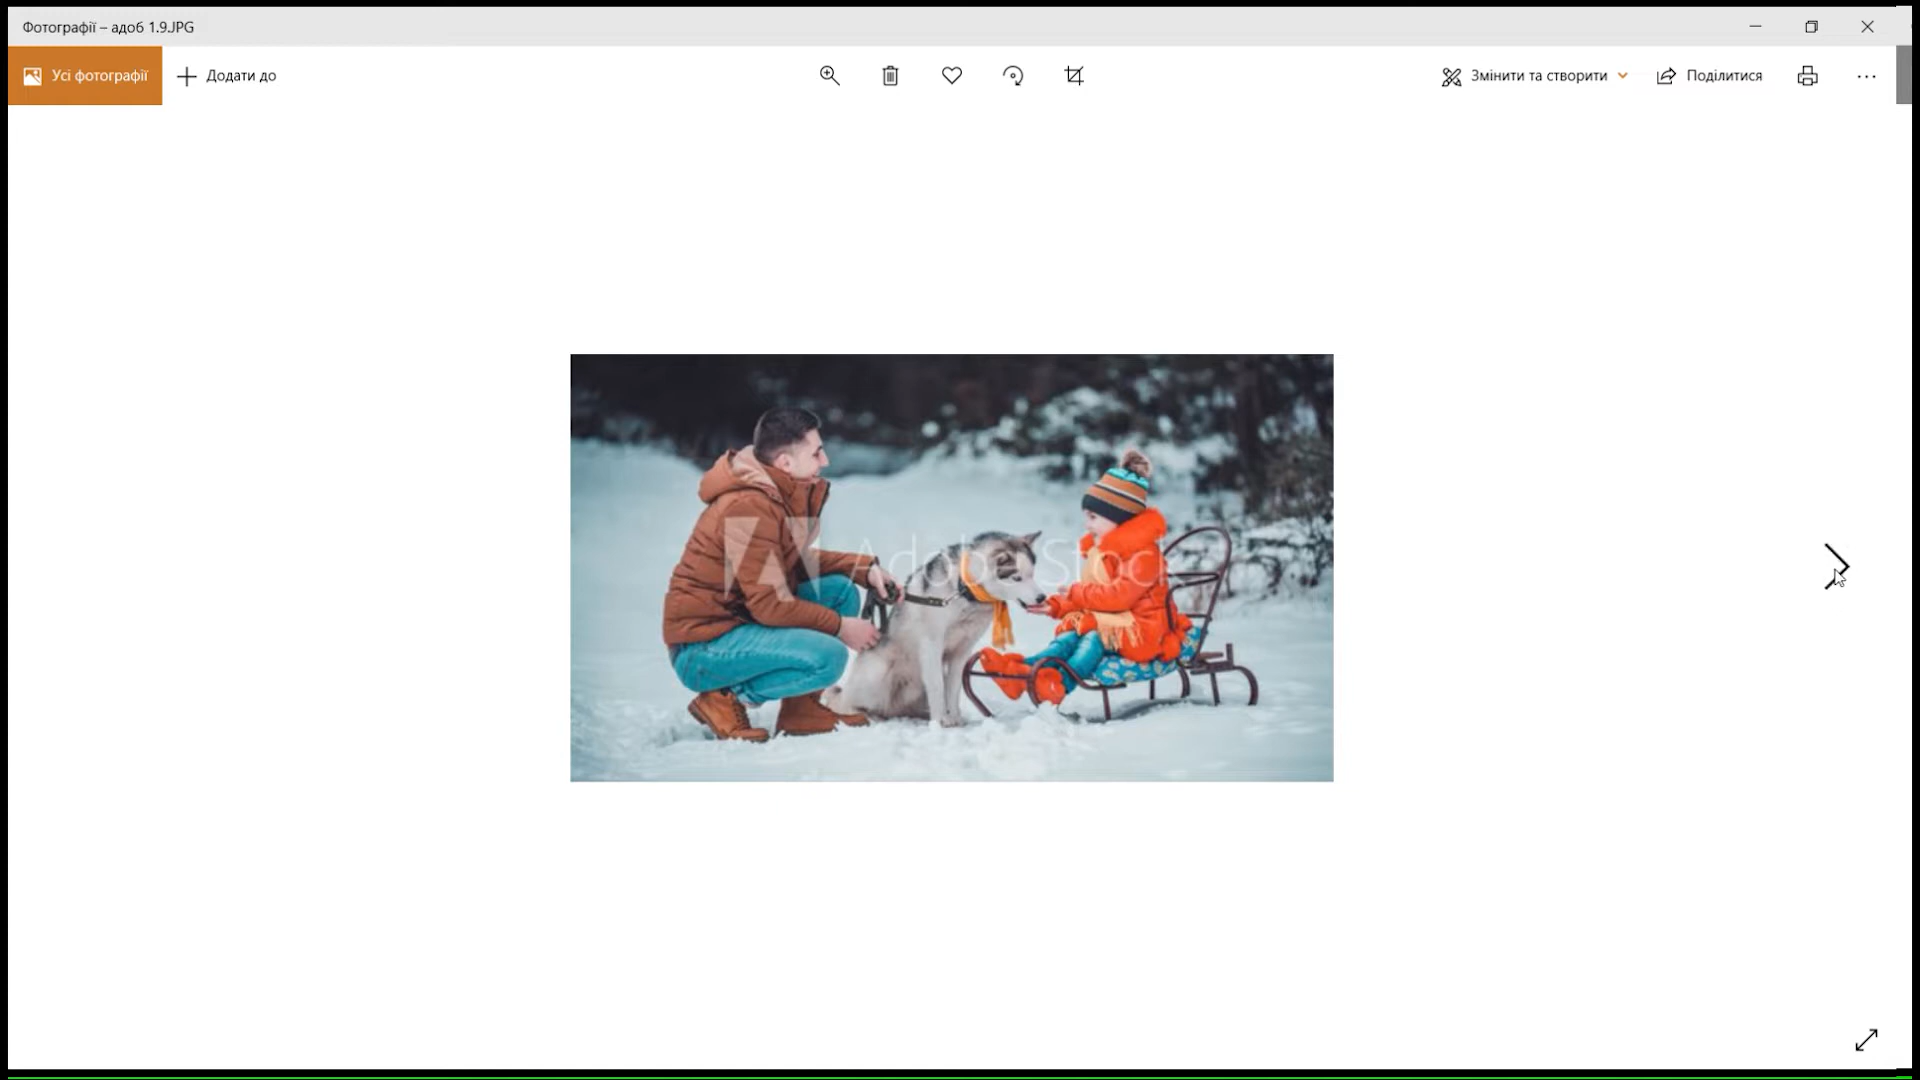 Фотографії – адоб 1.9.JPG
Усі фотографії
Додати до
Змінити та створити
Поділитися
Adobe Stock